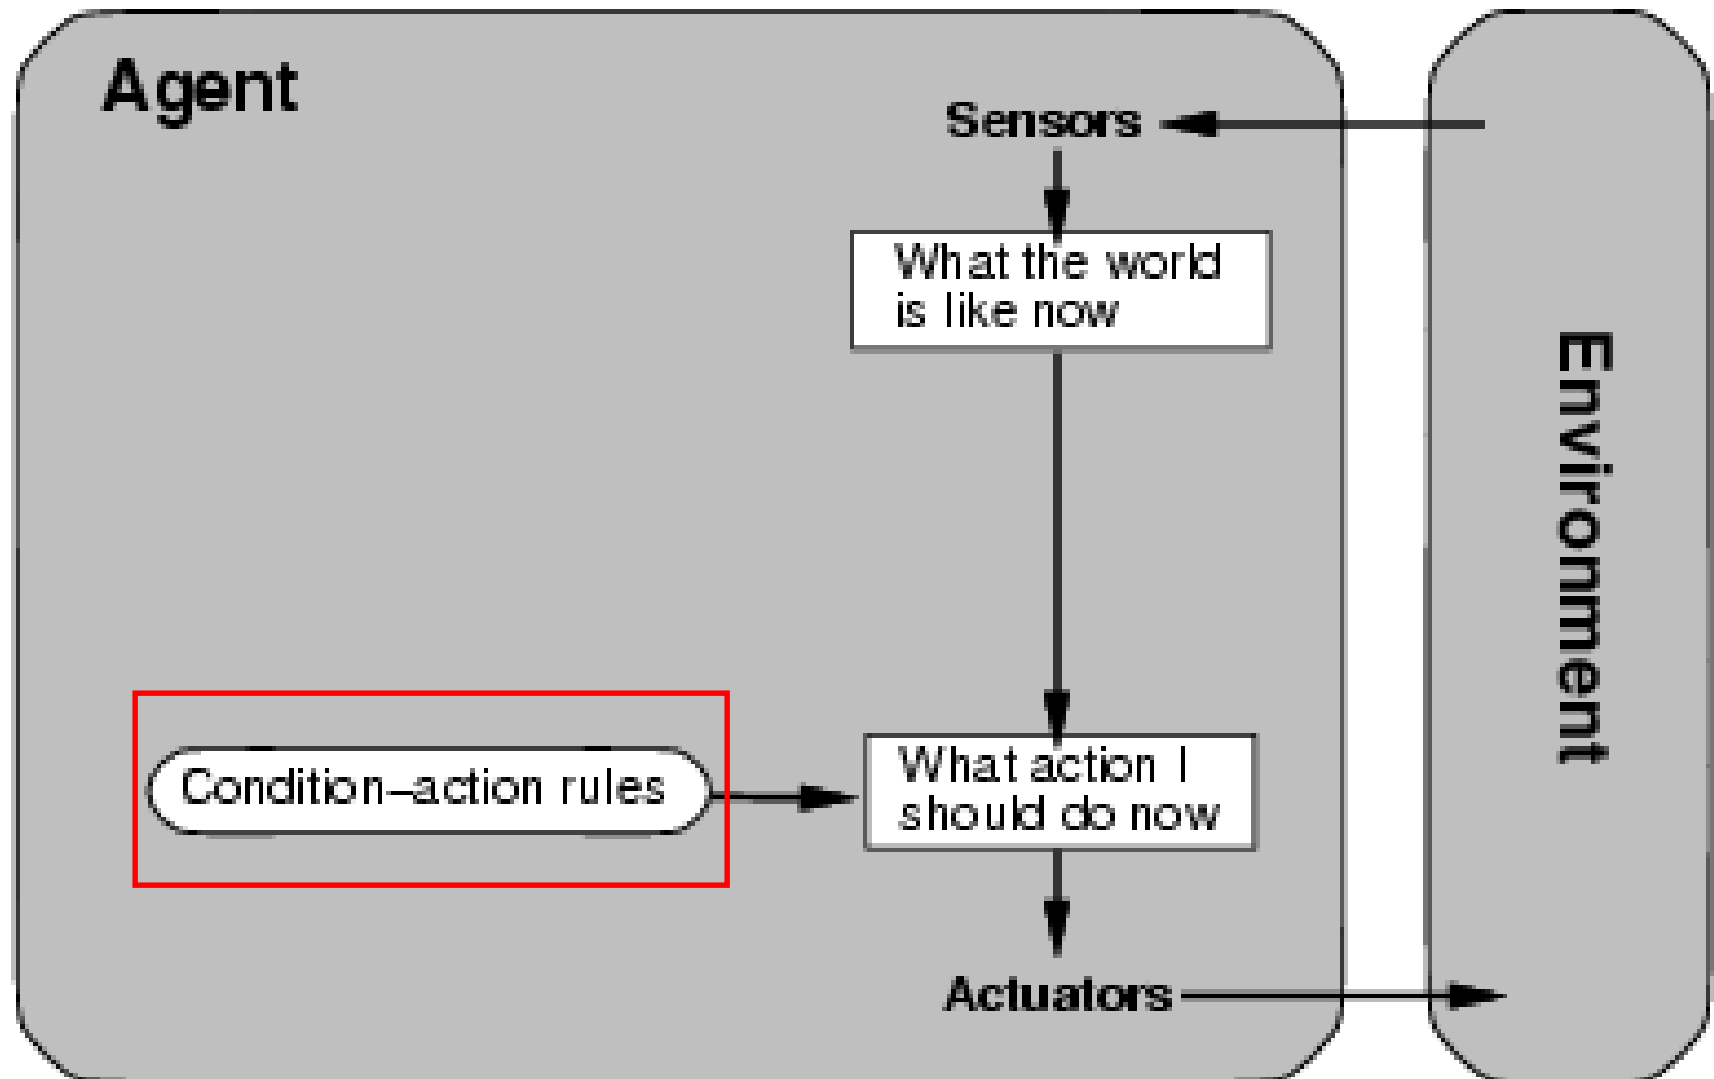 Agent
Sensors
What the world
is like now
Environment
Condition–action rules
What action I
should do now
Actuators